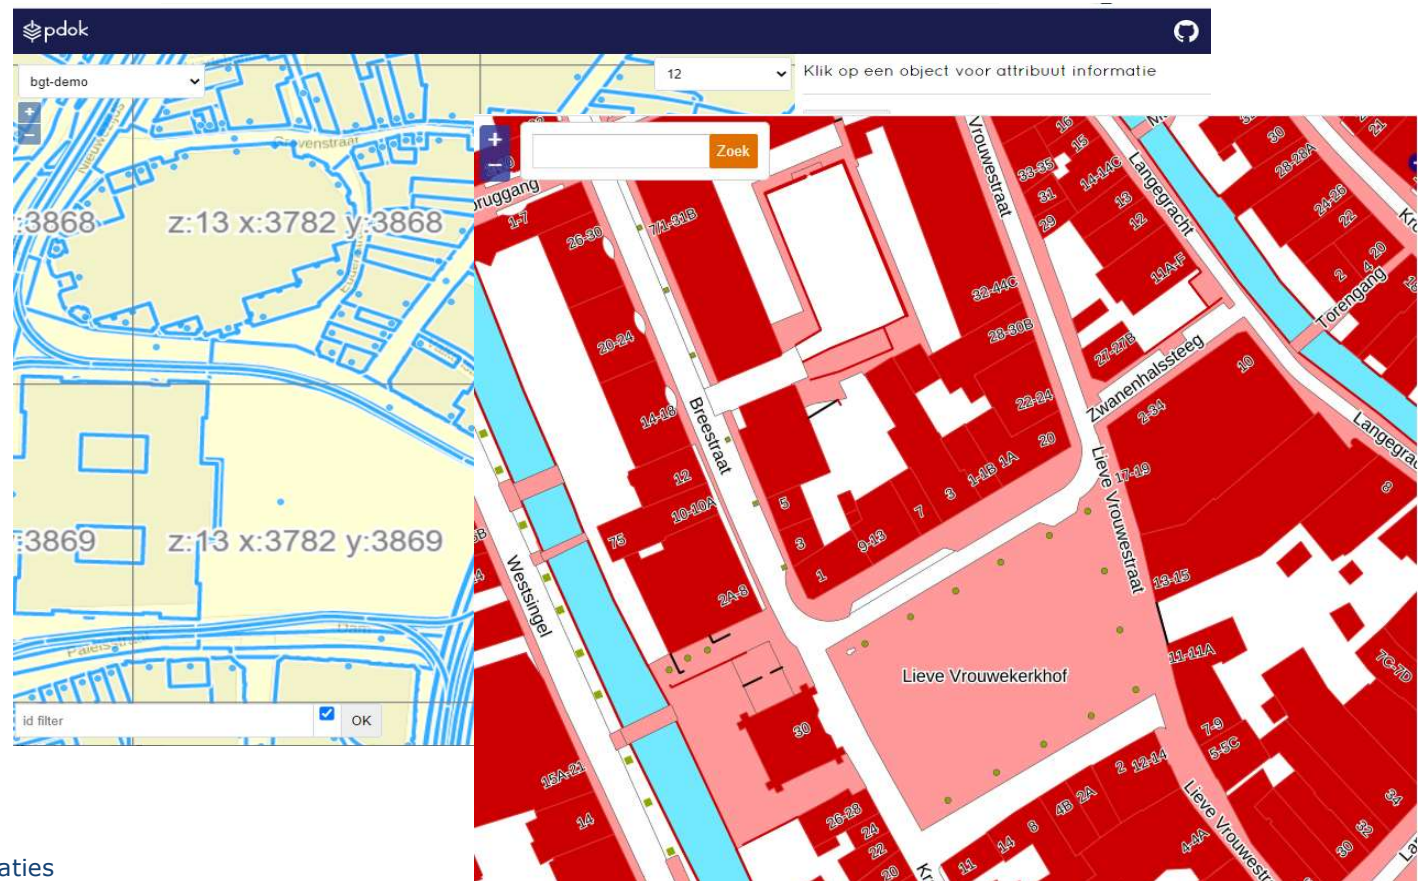 pdok
bgt-demo
12
Klik op een object voor attribuut informatie
+
−
Gravenstraat
:3868
z:13 x:3782 y:3868
:3869
z:13 x:3782 y:3869
Dam
id filter
OK
+
−
Zoek
1-7
26-30
7/1-31B
Vrouwestraat
33-35
31
29
16
15
14-14C
13
12
Langegracht
30
28-28A
24-26
22
21
20
4
2
Torengang
11A-F
32-44C
28-30B
27-27B
Zwanenhalssteeg
20-24
14-18
Breestraat
22-24
20
2-34
10
12
10-10A
5
3
1
9-13
7
3
1-1B
1A
Lieve Vrouwestraat
17-19
8
75
Westsingel
2A-8
13-15
11-11A
7C-7D
Lieve Vrouwekerkhof
30
15A-21
14
7-9
5-5C
12-14
2
2A
4B
8
14
11
26-28
24
22
20
4-4A
34
32
30
aties